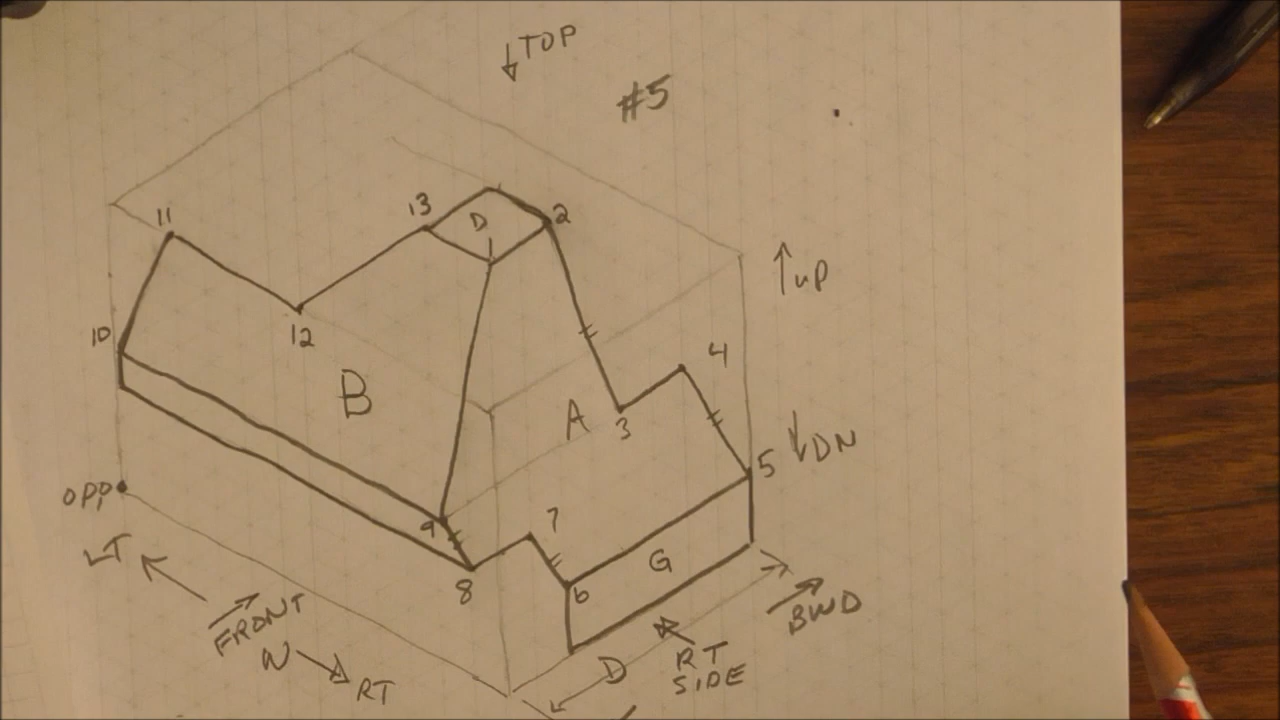 ↓ TOP
#5
11
13
D
1
2
↑ UP
10
12
B
4
A
3
↓ DN
5
OPP
9
7
G
8
6
LT
FRONT
BWD
W → RT
D
RT
SIDE